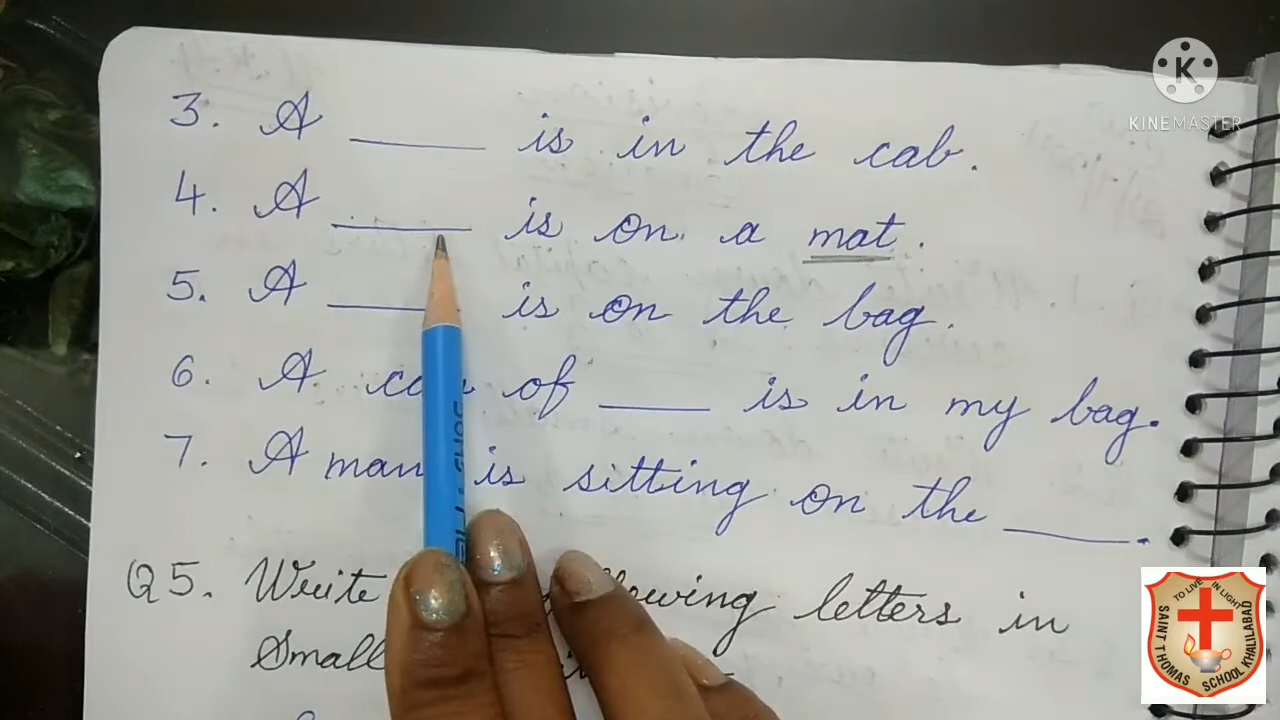 3. A ____ is in the cab.
4. A ____ is on a mat.
5. A ____ is on the bag.
6. A of ____ is in my bag.
7. A man is sitting on the ____.
Q5. Write letters in
Small
K
KINEMASTER
TO LIVE IN LIGHT
SAINT THOMAS SCHOOL KHALILABAD